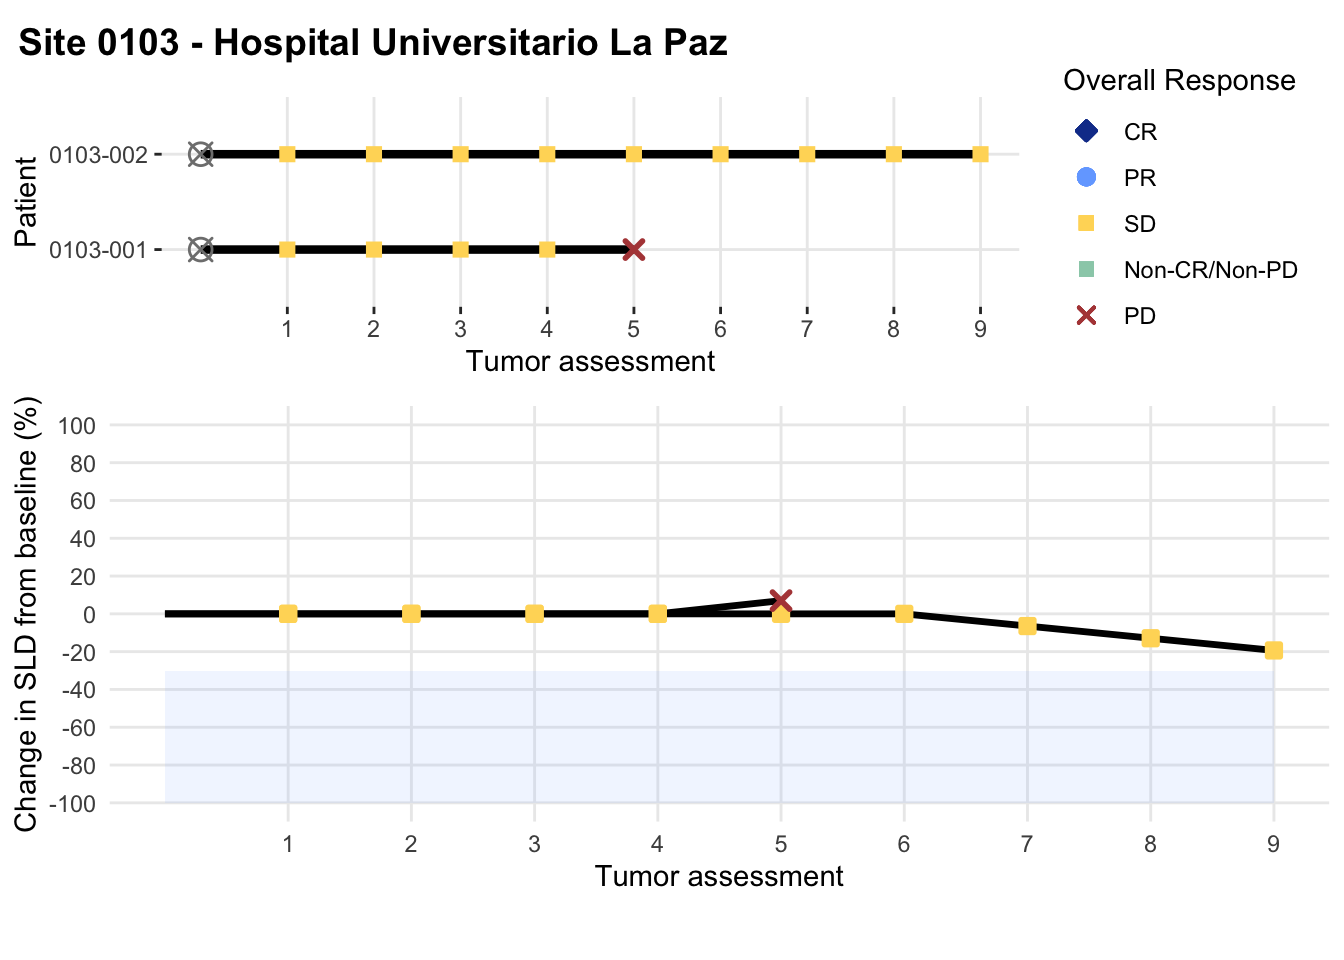 Site 0103 - Hospital Universitario La Paz
Patient
0103-002
0103-001
1 2 3 4 5 6 7 8 9
Tumor assessment
Overall Response
CR
PR
SD
Non-CR/Non-PD
PD
Change in SLD from baseline (%)
100
80
60
40
20
0
-20
-40
-60
-80
-100
1 2 3 4 5 6 7 8 9
Tumor assessment